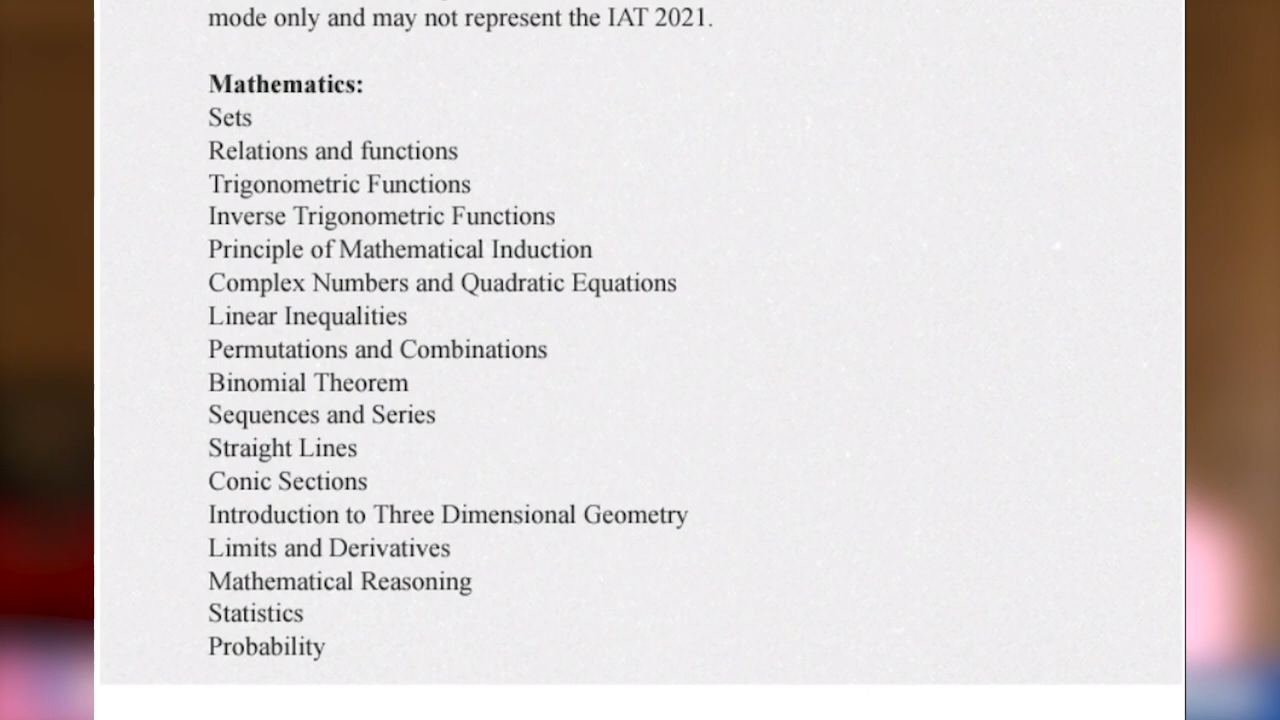 mode only and may not represent the IAT 2021.
Mathematics:
Sets
Relations and functions
Trigonometric Functions
Inverse Trigonometric Functions
Principle of Mathematical Induction
Complex Numbers and Quadratic Equations
Linear Inequalities
Permutations and Combinations
Binomial Theorem
Sequences and Series
Straight Lines
Conic Sections
Introduction to Three Dimensional Geometry
Limits and Derivatives
Mathematical Reasoning
Statistics
Probability